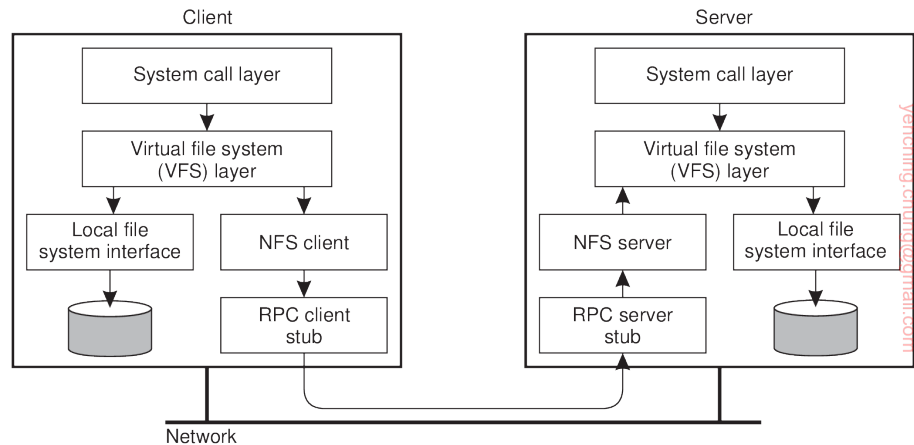 Client
System call layer
Virtual file system
(VFS) layer
Local file
system interface
NFS client
RPC client
stub
Server
System call layer
Virtual file system
(VFS) layer
NFS server
Local file
system interface
RPC server
stub
Network